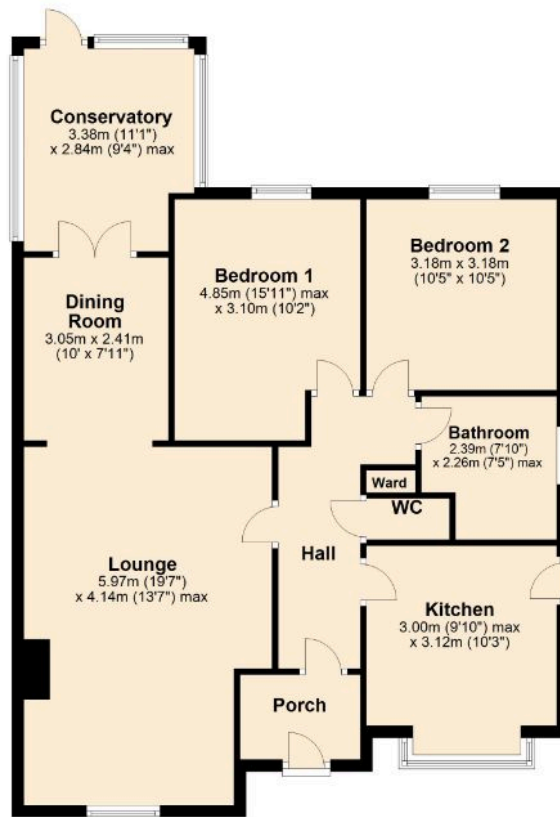 Conservatory
3.38m (11'1")
x 2.84m (9'4") max
Bedroom 1
4.85m (15'11") max
x 3.10m (10'2")
Bedroom 2
3.18m x 3.18m
(10'5" x 10'5")
Dining
Room
3.05m x 2.41m
(10' x 7'11")
Bathroom
2.39m (7'10")
x 2.26m (7'5") max
Ward
WC
Hall
Lounge
5.97m (19'7")
x 4.14m (13'7") max
Kitchen
3.00m (9'10") max
x 3.12m (10'3")
Porch